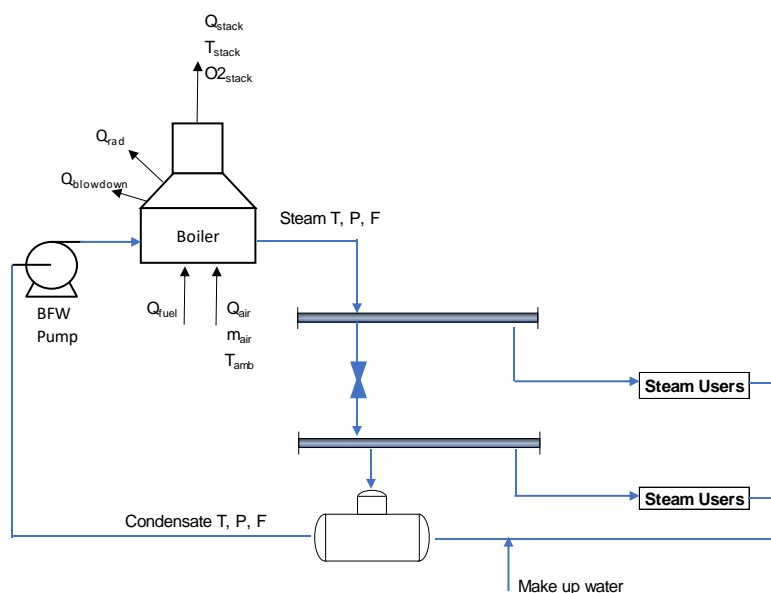 Qstack
Tstack
O2stack
Qrad
Qblowdown
Steam T, P, F
Boiler
BFW
Pump
Qfuel
Qair
mair
Tamb
Steam Users
Steam Users
Condensate T, P, F
Make up water